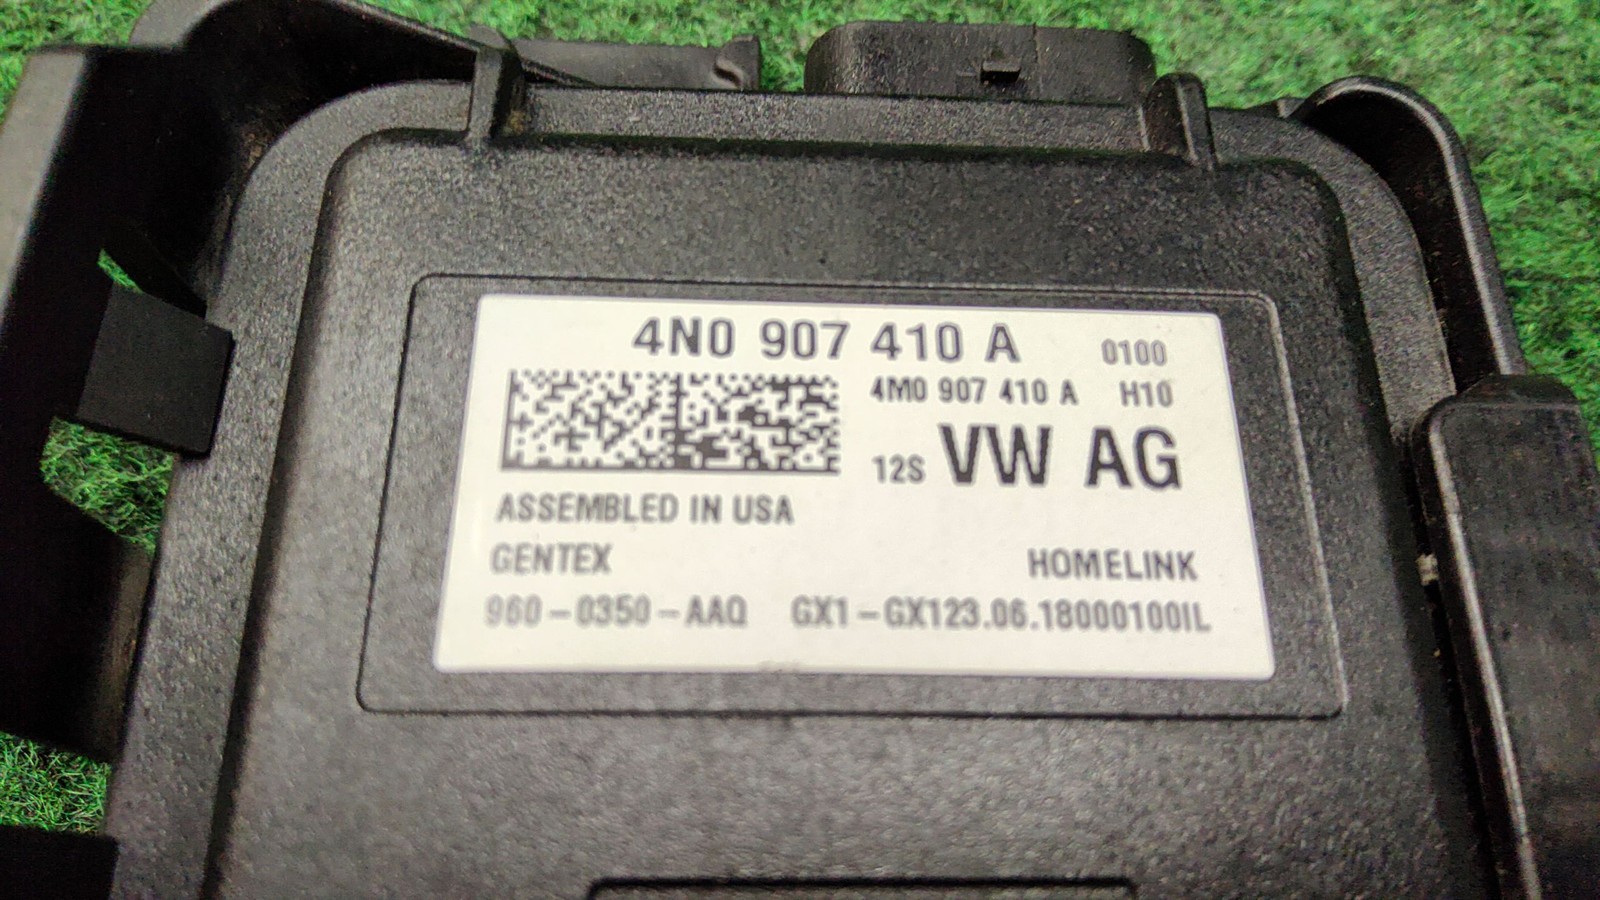 4N0 907 410 A 0100
4M0 907 410 A H10
12S VW AG
ASSEMBLED IN USA
GENTEX HOMELINK
960-0350-AAQ GX1-GX123.06.18000100IL